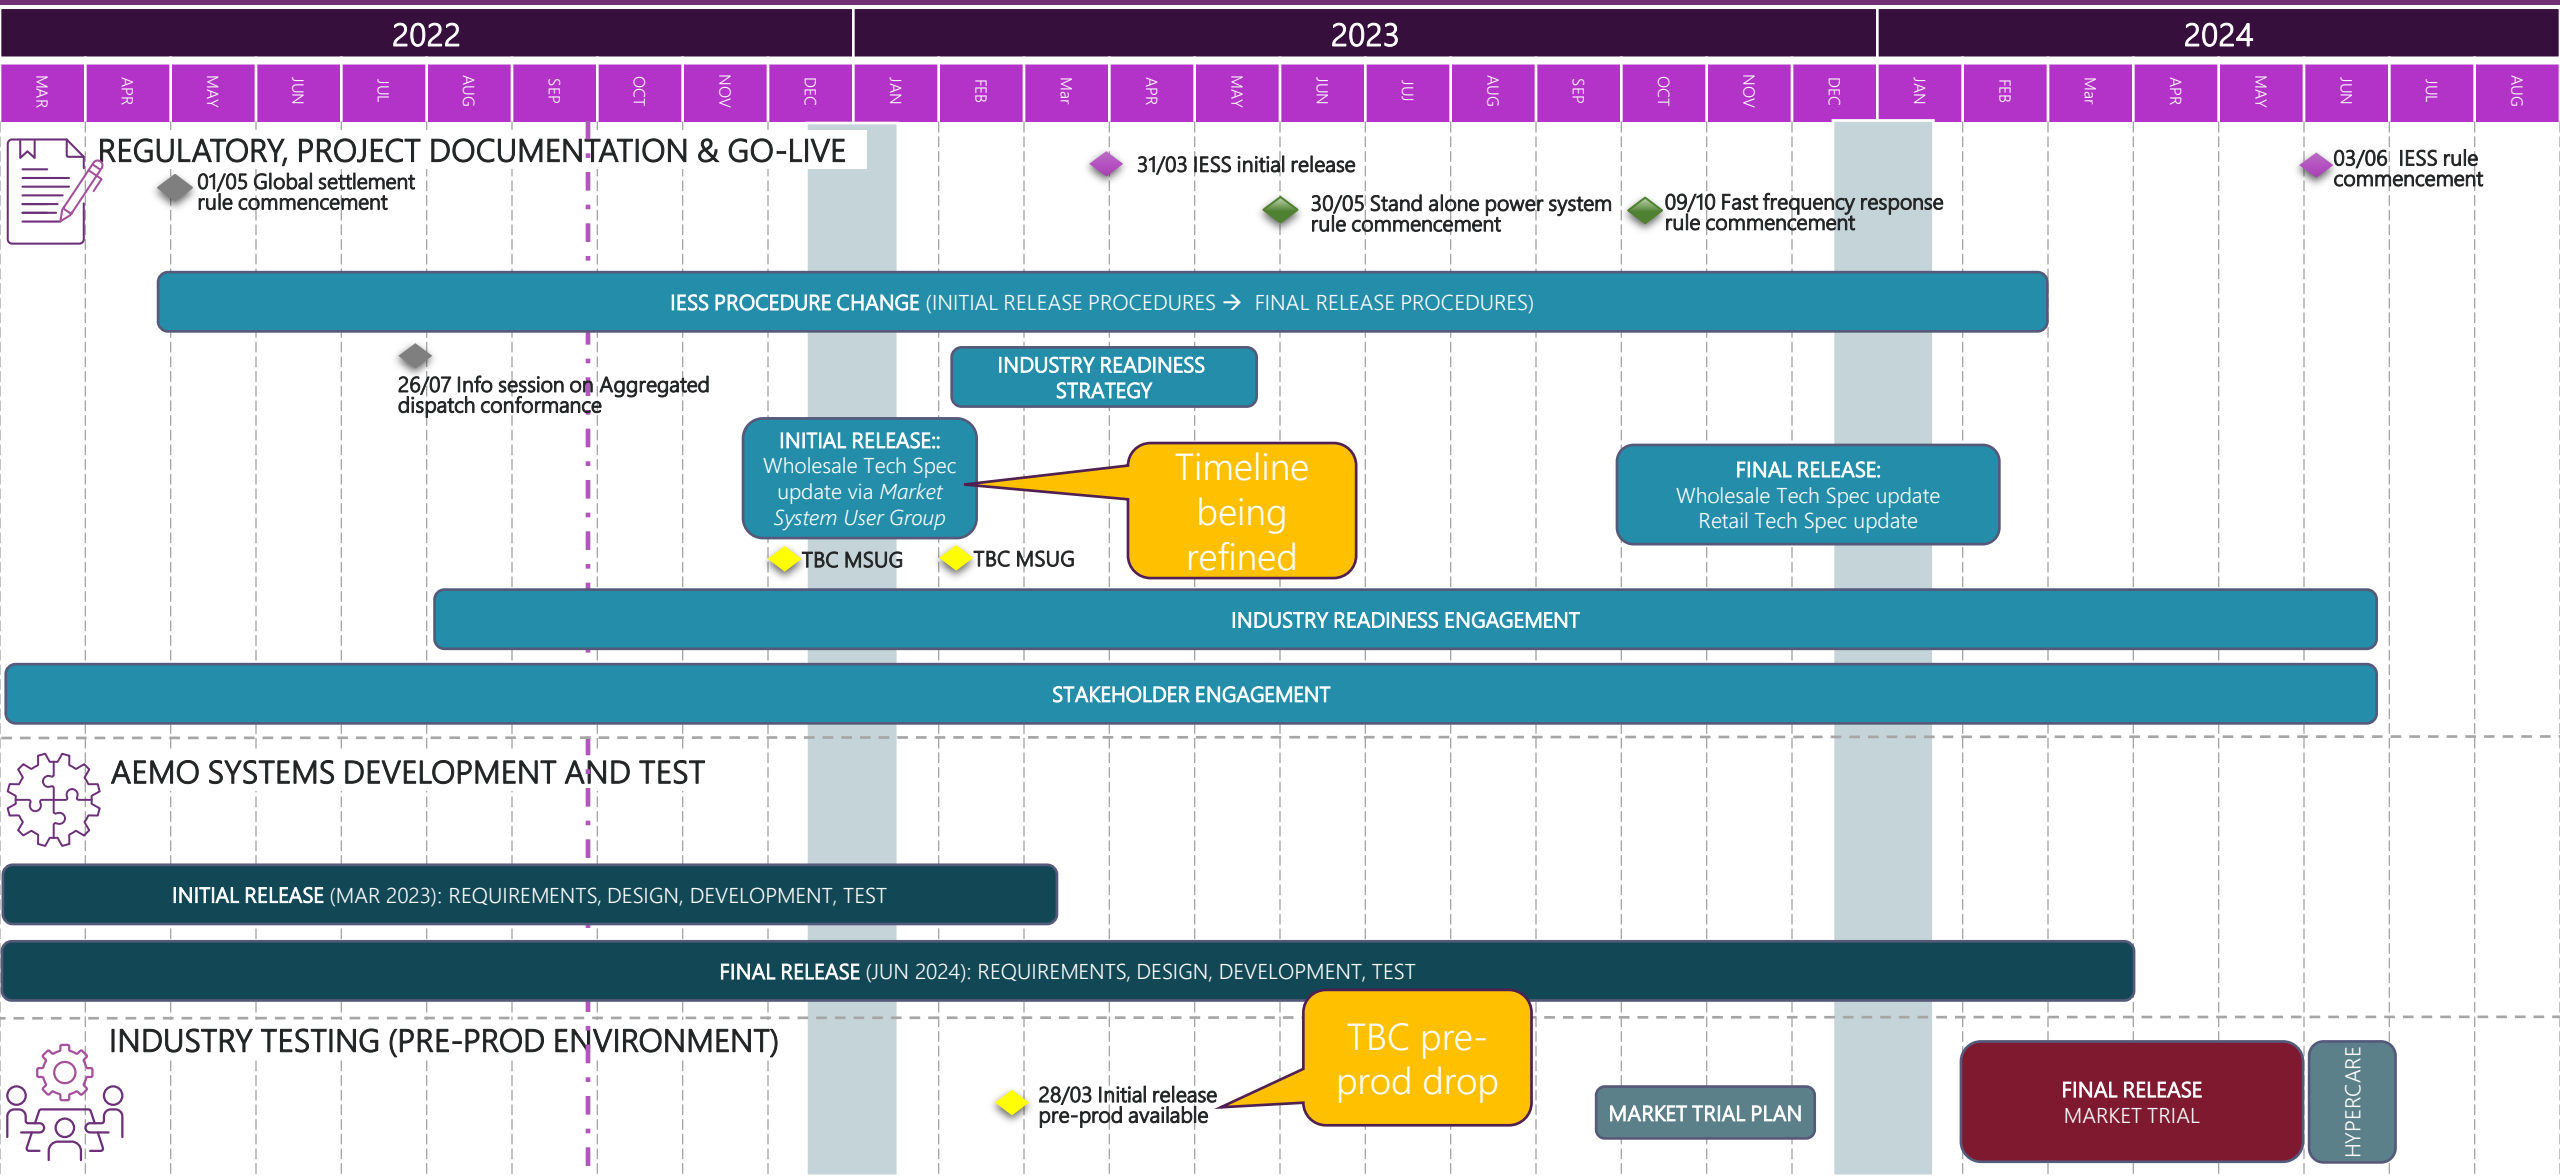 2022
2023
2024
MAR
APR
MAY
JUN
JUL
AUG
SEP
OCT
NOV
DEC
JAN
FEB
Mar
APR
MAY
JUN
JUJ
AUG
SEP
OCT
NOV
DEC
JAN
FEB
Mar
APR
MAY
JUN
JUL
AUG
REGULATORY, PROJECT DOCUMENTATION & GO-LIVE
01/05 Global settlement
rule commencement
31/03 IESS initial release
30/05 Stand alone power system
rule commencement
09/10 Fast frequency response
rule commencement
03/06 IESS rule
commencement
IESS PROCEDURE CHANGE (INITIAL RELEASE PROCEDURES → FINAL RELEASE PROCEDURES)
26/07 Info session on Aggregated
dispatch conformance
INDUSTRY READINESS
STRATEGY
INITIAL RELEASE::
Wholesale Tech Spec
update via Market
System User Group
Timeline
being
refined
FINAL RELEASE:
Wholesale Tech Spec update
Retail Tech Spec update
TBC MSUG
TBC MSUG
INDUSTRY READINESS ENGAGEMENT
STAKEHOLDER ENGAGEMENT
AEMO SYSTEMS DEVELOPMENT AND TEST
INITIAL RELEASE (MAR 2023): REQUIREMENTS, DESIGN, DEVELOPMENT, TEST
FINAL RELEASE (JUN 2024): REQUIREMENTS, DESIGN, DEVELOPMENT, TEST
INDUSTRY TESTING (PRE-PROD ENVIRONMENT)
28/03 Initial release
pre-prod available
TBC pre-
prod drop
MARKET TRIAL PLAN
FINAL RELEASE
MARKET TRIAL
HYPERCARE